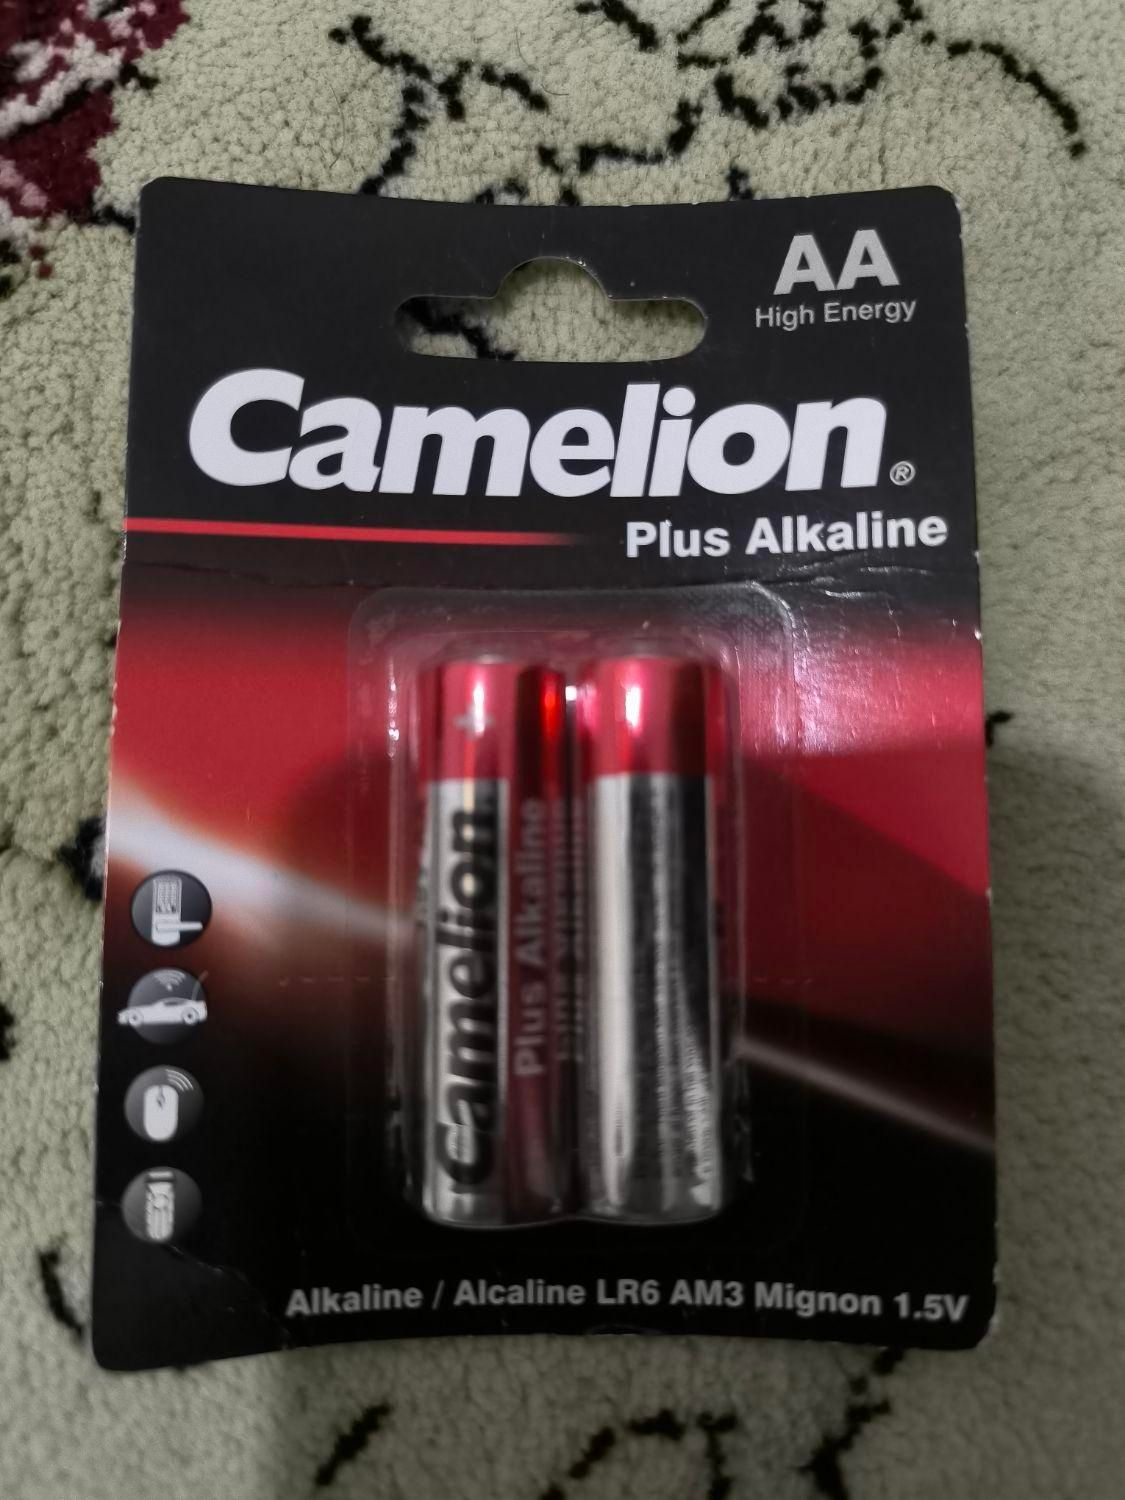 AA
High Energy
Camelion®
Plus Alkaline
+
Camelion
Plus Alkaline
Alkaline / Alcaline LR6 AM3 Mignon 1.5V